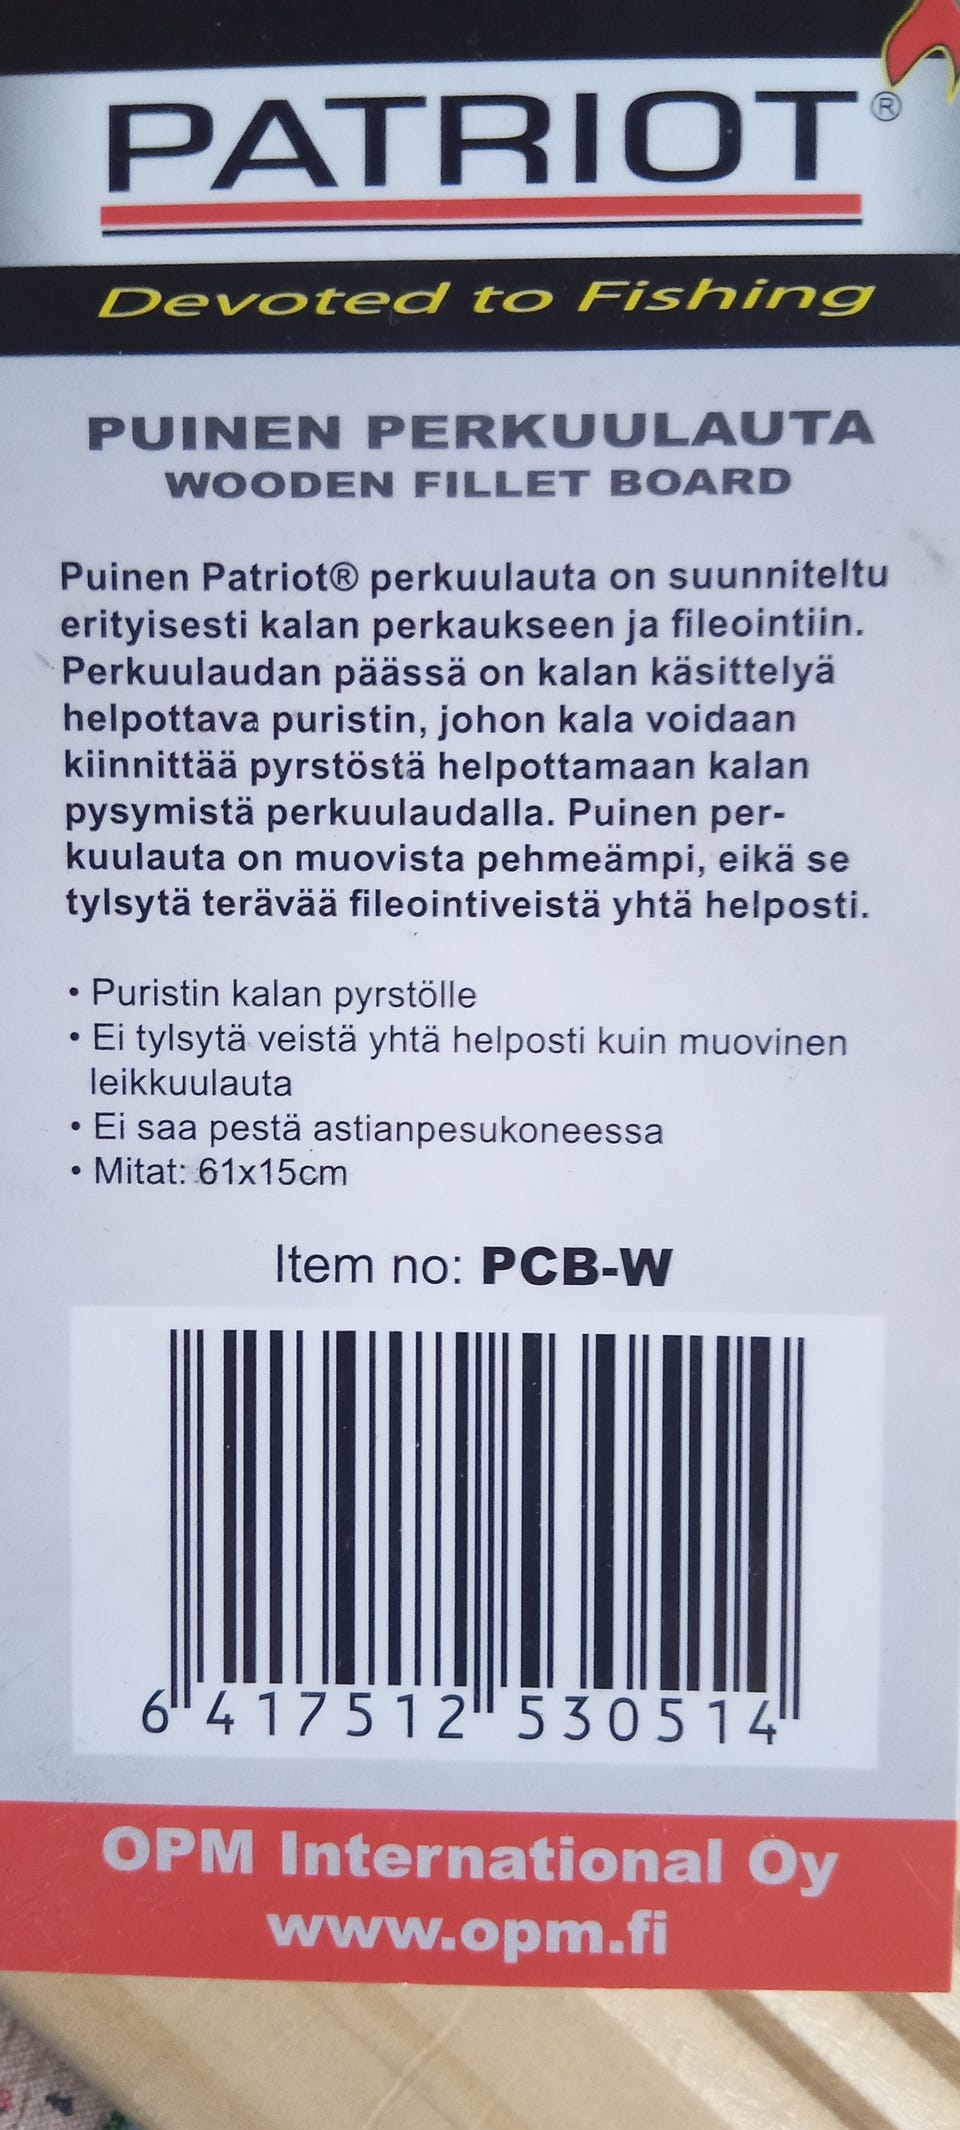 PATRIOT®
Devoted to Fishing
PUINEN PERKUULAUTA
WOODEN FILLET BOARD
Puinen Patriot® perkuulauta on suunniteltu
erityisesti kalan perkaukseen ja fileointiin.
Perkuulaudan päässä on kalan käsittelyä
helpottava puristin, johon kala voidaan
kiinnittää pyrstöstä helpottamaan kalan
pysymistä perkuulaudalla. Puinen per-
kuulauta on muovista pehmeämpi, eikä se
tylsytä terävää fileointiveistä yhtä helposti.
• Puristin kalan pyrstölle
• Ei tylsytä veistä yhtä helposti kuin muovinen
leikkuulauta
• Ei saa pestä astianpesukoneessa
• Mitat: 61x15cm
Item no: PCB-W
6 417512 530514
OPM International Oy
www.opm.fi